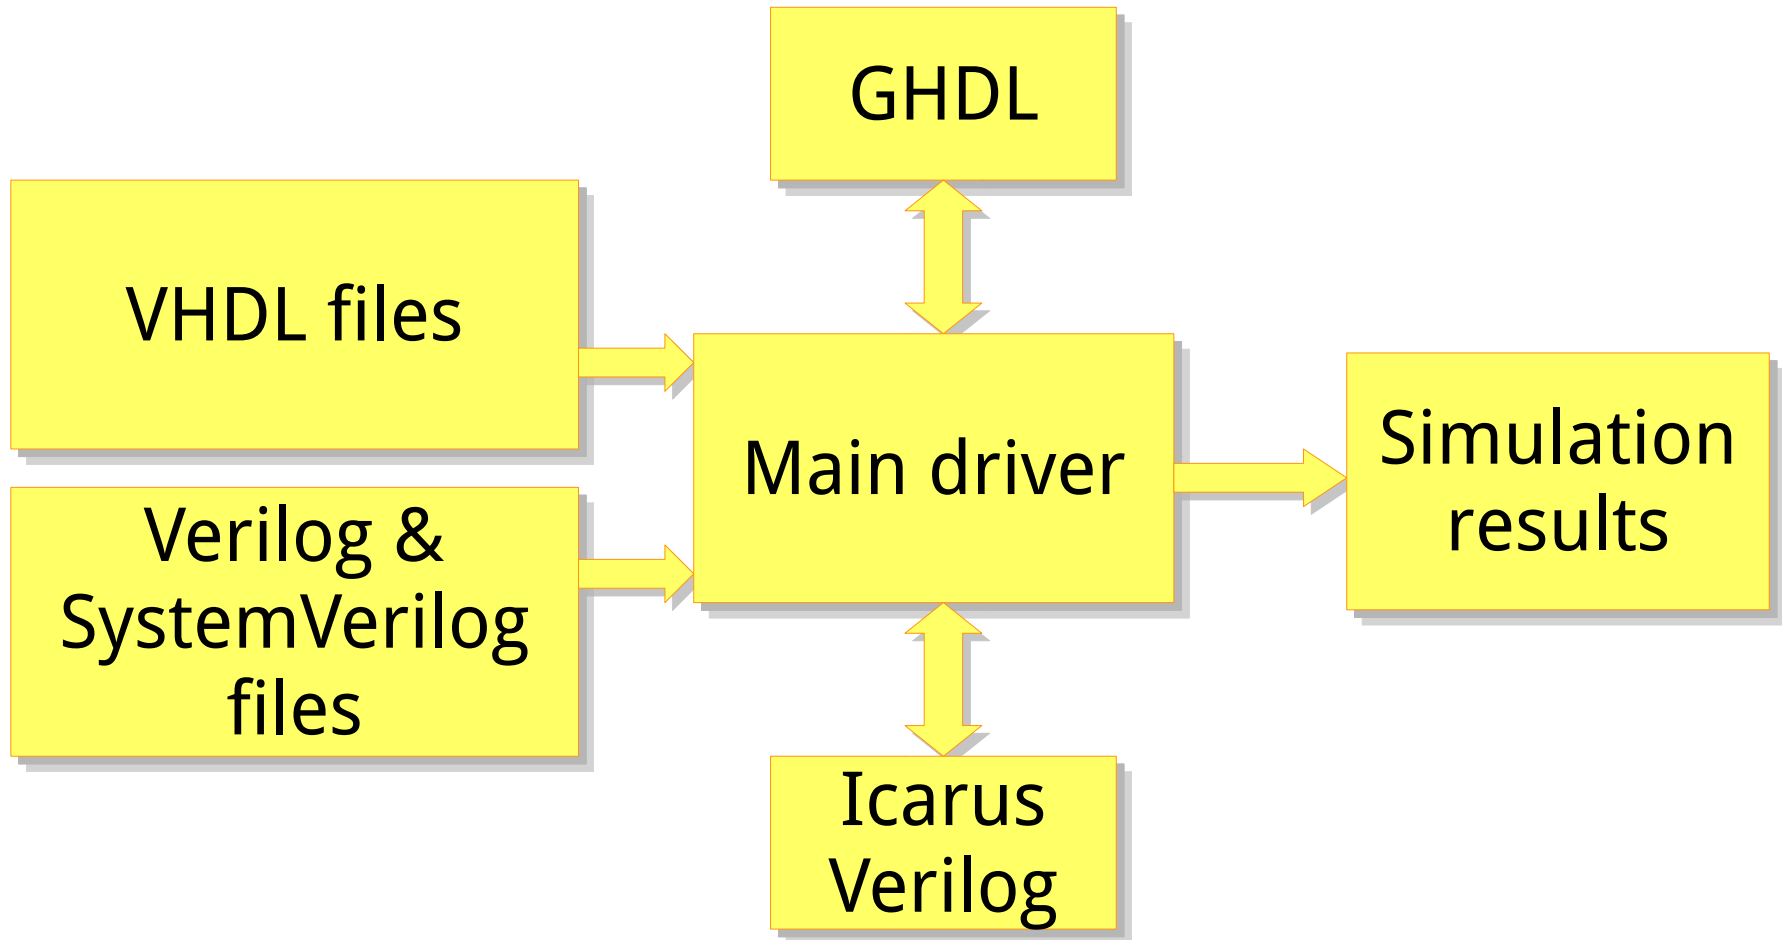 GHDL
VHDL files
Main driver
Simulation
results
Verilog &
SystemVerilog
files
Icarus
Verilog